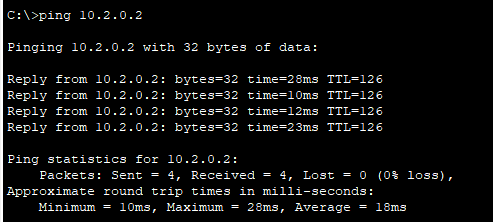 C:\>ping 10.2.0.2
Pinging 10.2.0.2 with 32 bytes of data:
Reply from 10.2.0.2: bytes=32 time=28ms TTL=126
Reply from 10.2.0.2: bytes=32 time=10ms TTL=126
Reply from 10.2.0.2: bytes=32 time=12ms TTL=126
Reply from 10.2.0.2: bytes=32 time=23ms TTL=126
Ping statistics for 10.2.0.2:
Packets: Sent = 4, Received = 4, Lost = 0 (0% loss),
Approximate round trip times in milli-seconds:
Minimum = 10ms, Maximum = 28ms, Average = 18ms